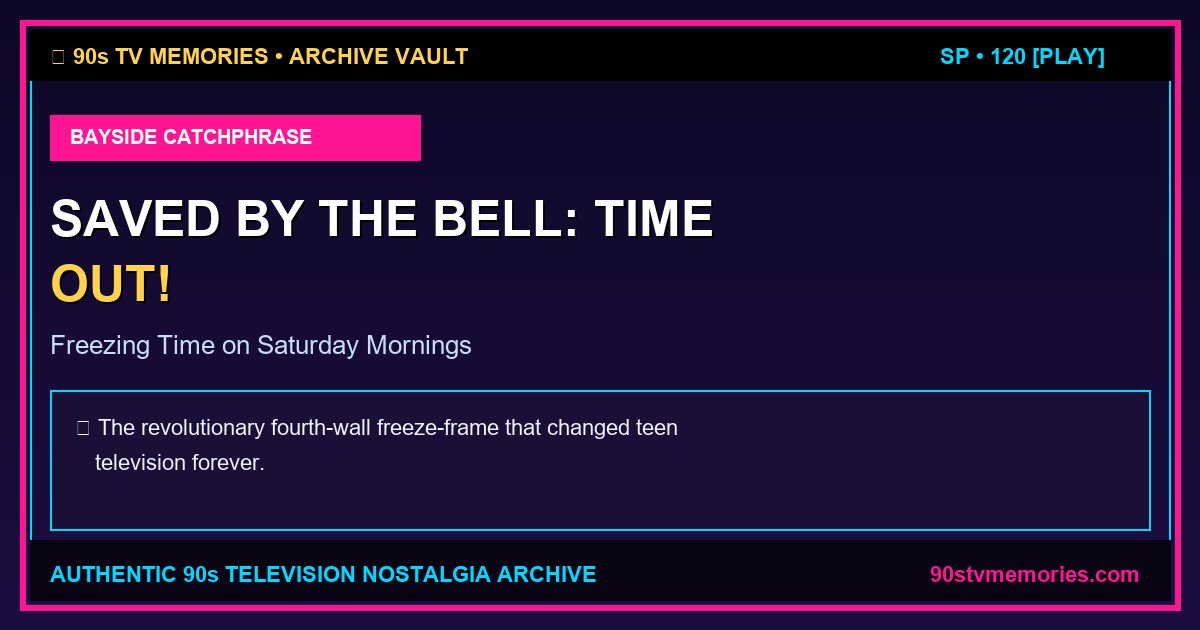 90s TV MEMORIES • ARCHIVE VAULT
SP • 120 [PLAY]
BAYSIDE CATCHPHRASE
SAVED BY THE BELL: TIME
OUT!
Freezing Time on Saturday Mornings
The revolutionary fourth-wall freeze-frame that changed teen
television forever.
AUTHENTIC 90s TELEVISION NOSTALGIA ARCHIVE
90stvmemories.com